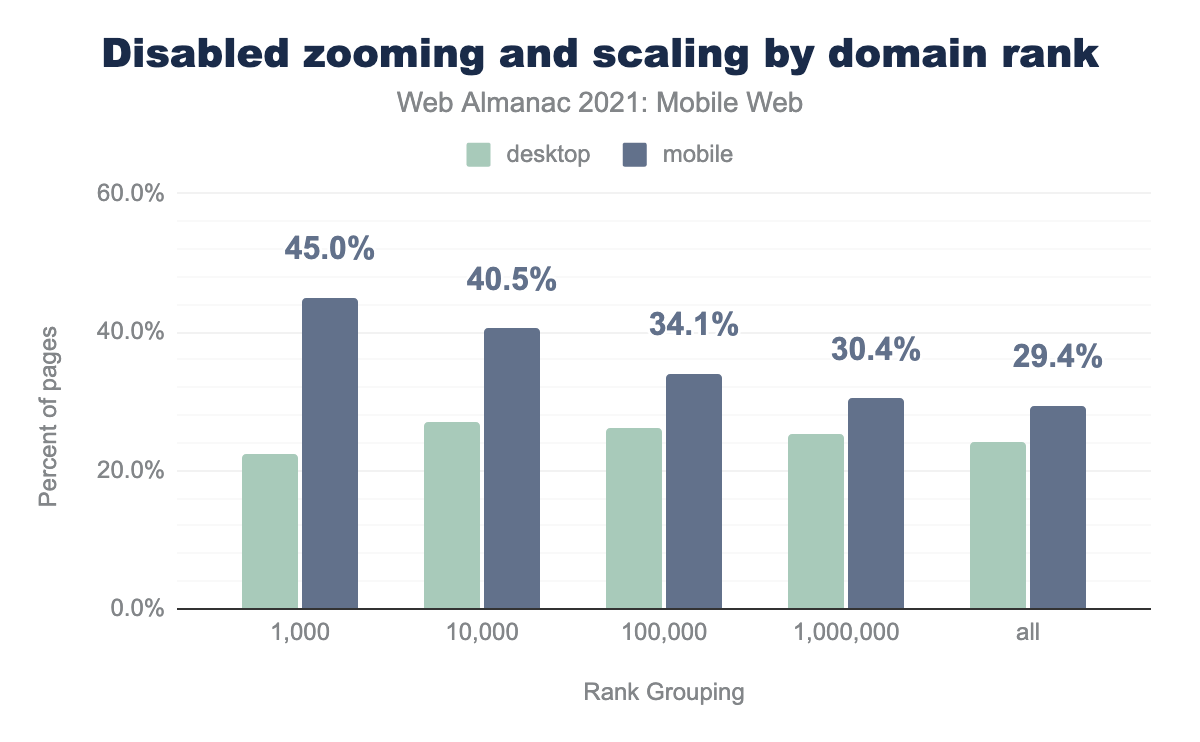 Disabled zooming and scaling by domain rank
Web Almanac 2021: Mobile Web
desktop mobile
60.0%
40.0%
20.0%
0.0%
Percent of pages
45.0%
40.5%
34.1%
30.4%
29.4%
1,000 10,000 100,000 1,000,000 all
Rank Grouping